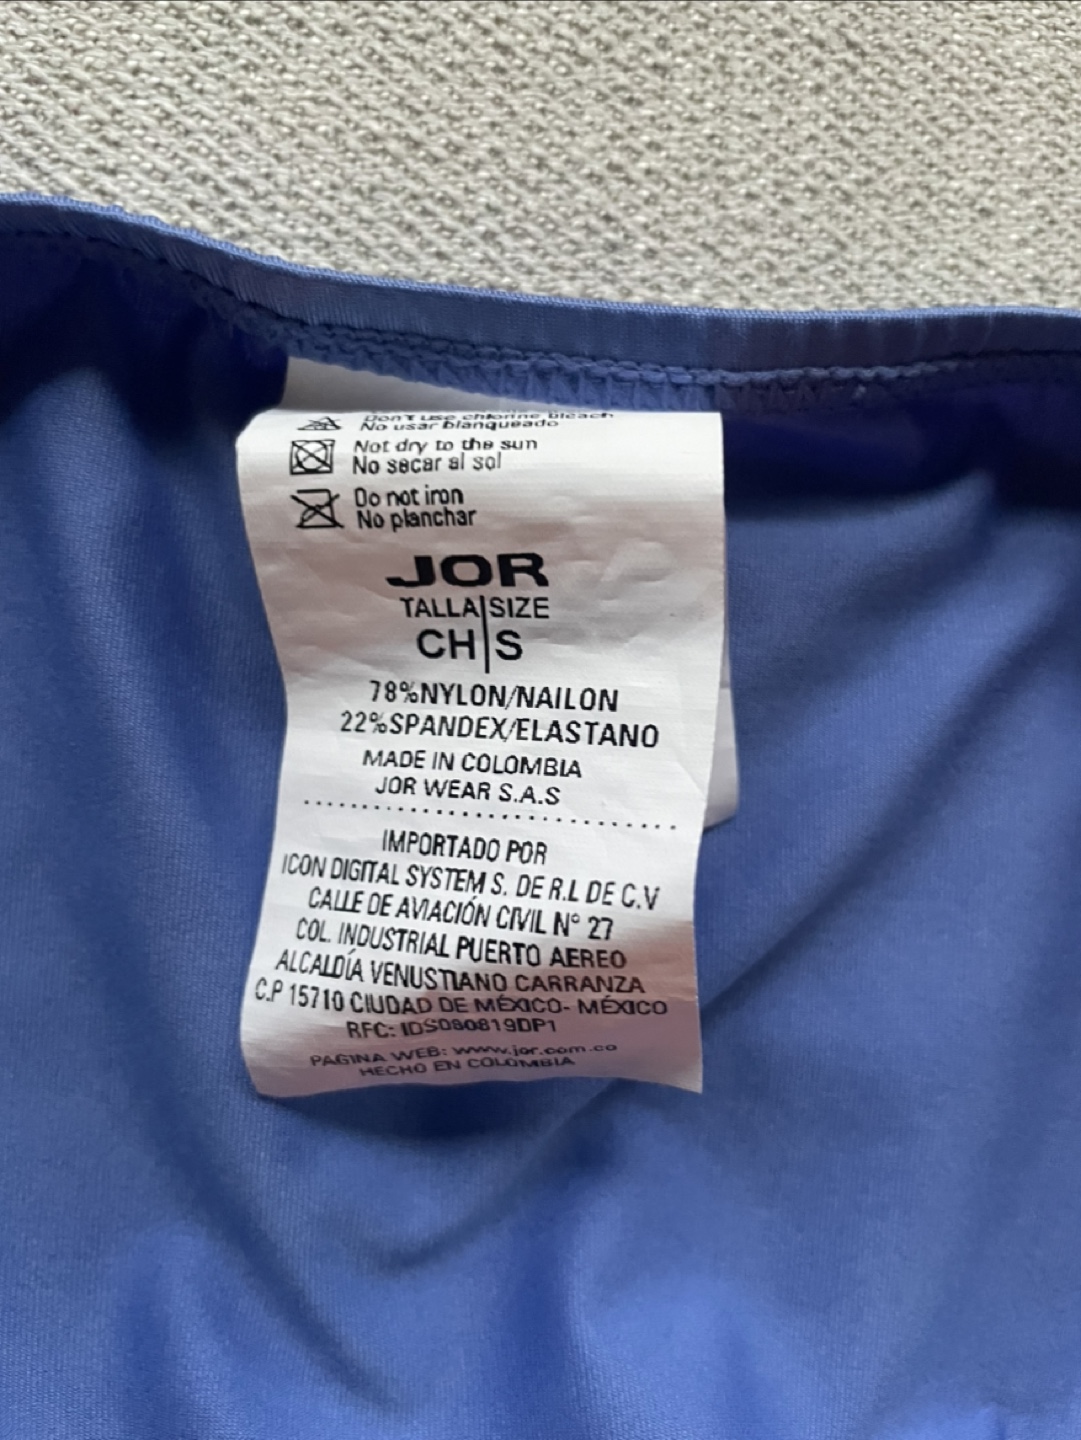 Don't use chlorine bleach
No usar blanqueado
Not dry to the sun
No secar al sol
Do not iron
No planchar
JOR
TALLA|SIZE
CH|S
78%NYLON/NAILON
22%SPANDEX/ELASTANO
MADE IN COLOMBIA
JOR WEAR S.A.S
IMPORTADO POR
ICON DIGITAL SYSTEM S. DE R.L DE C.V
CALLE DE AVIACIÓN CIVIL N° 27
COL. INDUSTRIAL PUERTO AEREO
ALCALDÍA VENUSTIANO CARRANZA
C.P 15710 CIUDAD DE MÉXICO- MÉXICO
RFC: IDS080819DP1
PAGINA WEB: www.jor.com.co
HECHO EN COLOMBIA